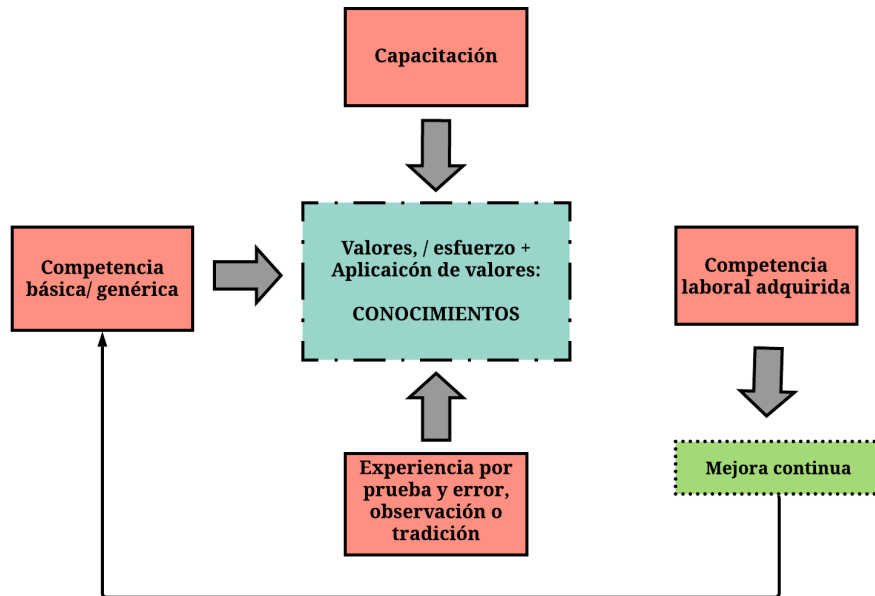 Capacitación
Competencia
básica/ genérica
Valores, / esfuerzo +
Aplicaicón de valores:
CONOCIMIENTOS
Competencia
laboral adquirida
Experiencia por
prueba y error,
observación o
tradición
Mejora continua